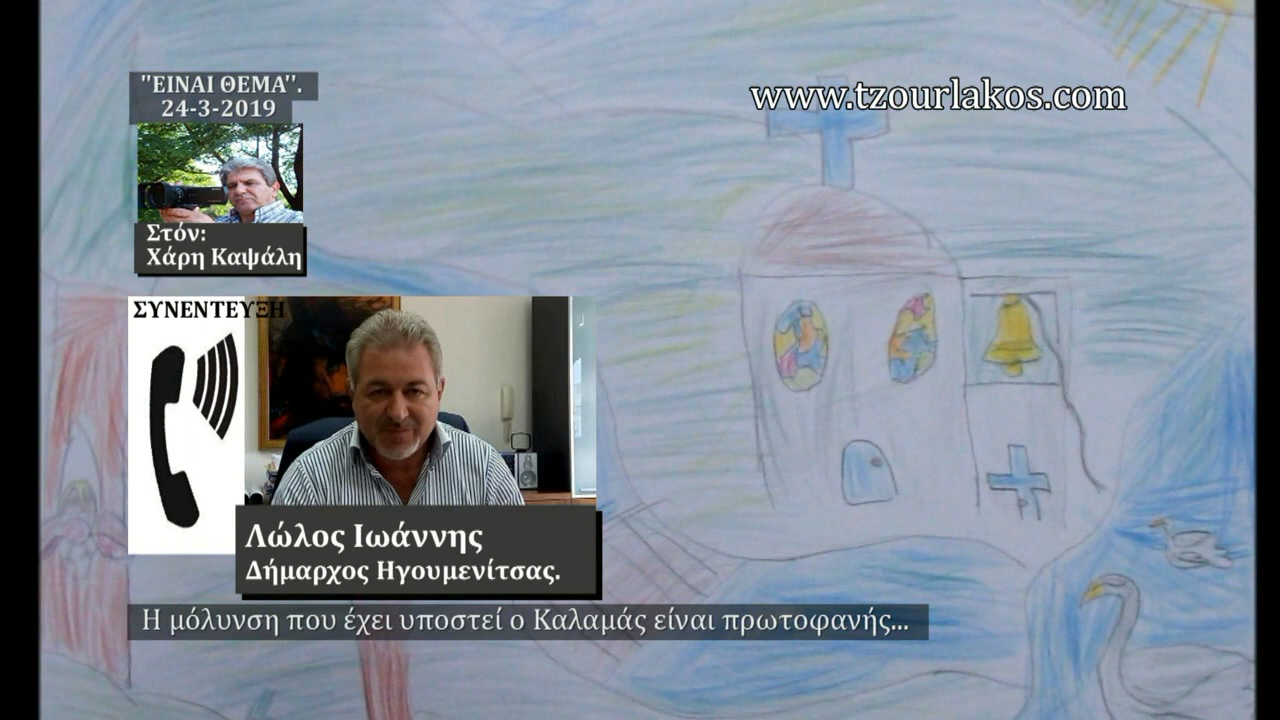 "ΕΙΝΑΙ ΘΕΜΑ".
24-3-2019
www.tzourlakos.com
Στόν:
Χάρη Καψάλη
ΣΥΝΕΝΤΕΥΞΗ
Λώλος Ιωάννης
Δήμαρχος Ηγουμενίτσας.
Η μόλυνση που έχει υποστεί ο Καλαμάς είναι πρωτοφανής...